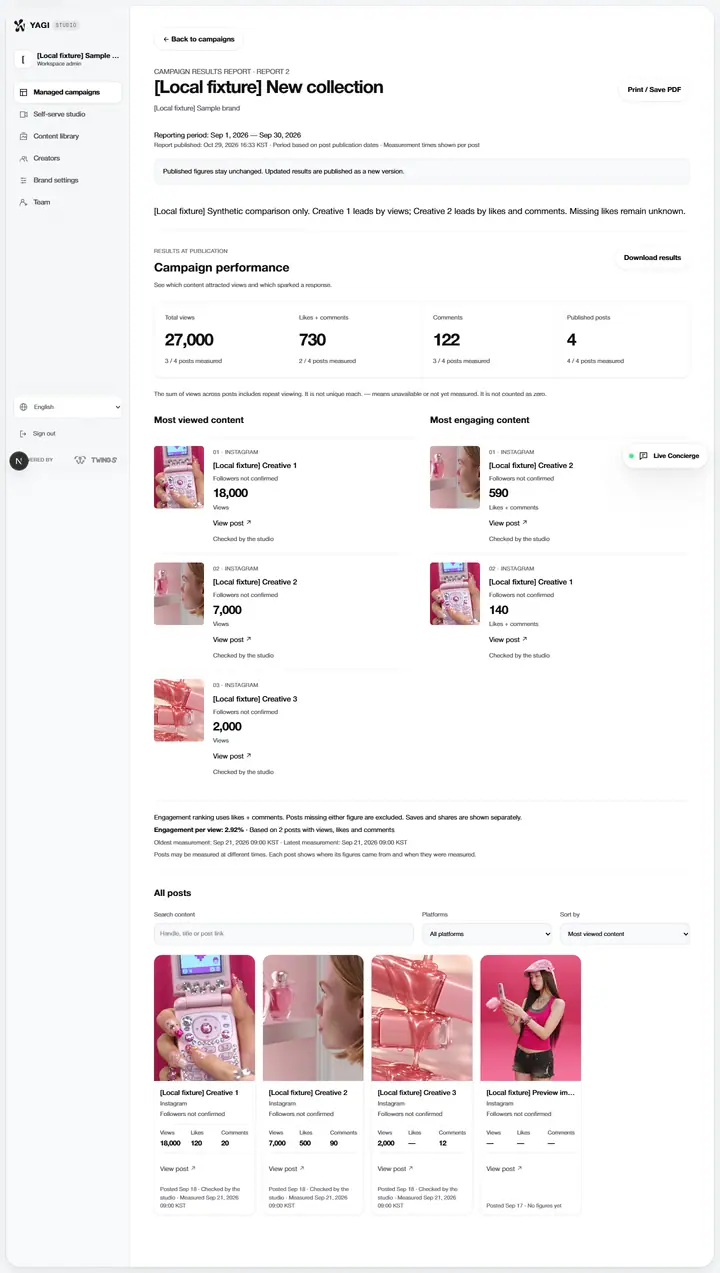 YAGI STUDIO
[ [Local fixture] Sample ...
Workspace admin
Managed campaigns
Self-serve studio
Content library
Creators
Brand settings
Team
English
Sign out
N ERED BY TWINGS
← Back to campaigns
CAMPAIGN RESULTS REPORT · REPORT 2
[Local fixture] New collection
Print / Save PDF
[Local fixture] Sample brand
Reporting period: Sep 1, 2026 — Sep 30, 2026
Report published: Oct 29, 2026 16:33 KST · Period based on post publication dates · Measurement times shown per post
Published figures stay unchanged. Updated results are published as a new version.
[Local fixture] Synthetic comparison only. Creative 1 leads by views; Creative 2 leads by likes and comments. Missing likes remain unknown.
RESULTS AT PUBLICATION
Campaign performance
Download results
See which content attracted views and which sparked a response.
Total views
27,000
3 / 4 posts measured
Likes + comments
730
2 / 4 posts measured
Comments
122
3 / 4 posts measured
Published posts
4
4 / 4 posts measured
The sum of views across posts includes repeat viewing. It is not unique reach. — means unavailable or not yet measured. It is not counted as zero.
Most viewed content
01 · INSTAGRAM
[Local fixture] Creative 1
Followers not confirmed
18,000
Views
View post ↗
Checked by the studio
02 · INSTAGRAM
[Local fixture] Creative 2
Followers not confirmed
7,000
Views
View post ↗
Checked by the studio
03 · INSTAGRAM
[Local fixture] Creative 3
Followers not confirmed
2,000
Views
View post ↗
Checked by the studio
Most engaging content
01 · INSTAGRAM
[Local fixture] Creative 2
Followers not confirmed
590
Likes + comments
View post ↗
Checked by the studio
02 · INSTAGRAM
[Local fixture] Creative 1
Followers not confirmed
140
Likes + comments
View post ↗
Checked by the studio
Live Concierge
Engagement ranking uses likes + comments. Posts missing either figure are excluded. Saves and shares are shown separately.
Engagement per view: 2.92% · Based on 2 posts with views, likes and comments
Oldest measurement: Sep 21, 2026 09:00 KST · Latest measurement: Sep 21, 2026 09:00 KST
Posts may be measured at different times. Each post shows where its figures came from and when they were measured.
All posts
Search content
Handle, title or post link
Platforms
All platforms
Sort by
Most viewed content
[Local fixture] Creative 1
Instagram
Followers not confirmed
Views Likes Comments
18,000 120 20
View post ↗
Posted Sep 18 · Checked by the
studio · Measured Sep 21, 2026
09:00 KST
[Local fixture] Creative 2
Instagram
Followers not confirmed
Views Likes Comments
7,000 500 90
View post ↗
Posted Sep 18 · Checked by the
studio · Measured Sep 21, 2026
09:00 KST
[Local fixture] Creative 3
Instagram
Followers not confirmed
Views Likes Comments
2,000 — 12
View post ↗
Posted Sep 18 · Checked by the
studio · Measured Sep 21, 2026
09:00 KST
[Local fixture] Preview im...
Instagram
Followers not confirmed
Views Likes Comments
— — —
View post ↗
Posted Sep 17 · No figures yet